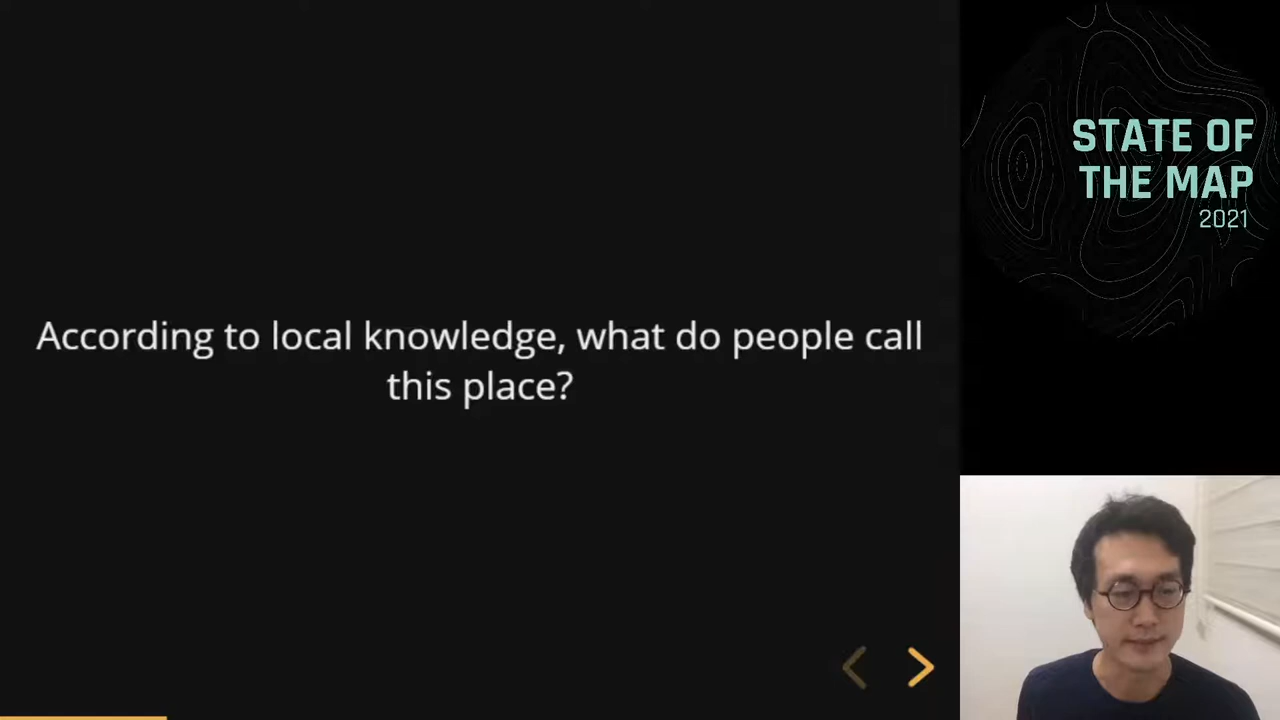 According to local knowledge, what do people call
this place?
STATE OF
THE MAP
2021